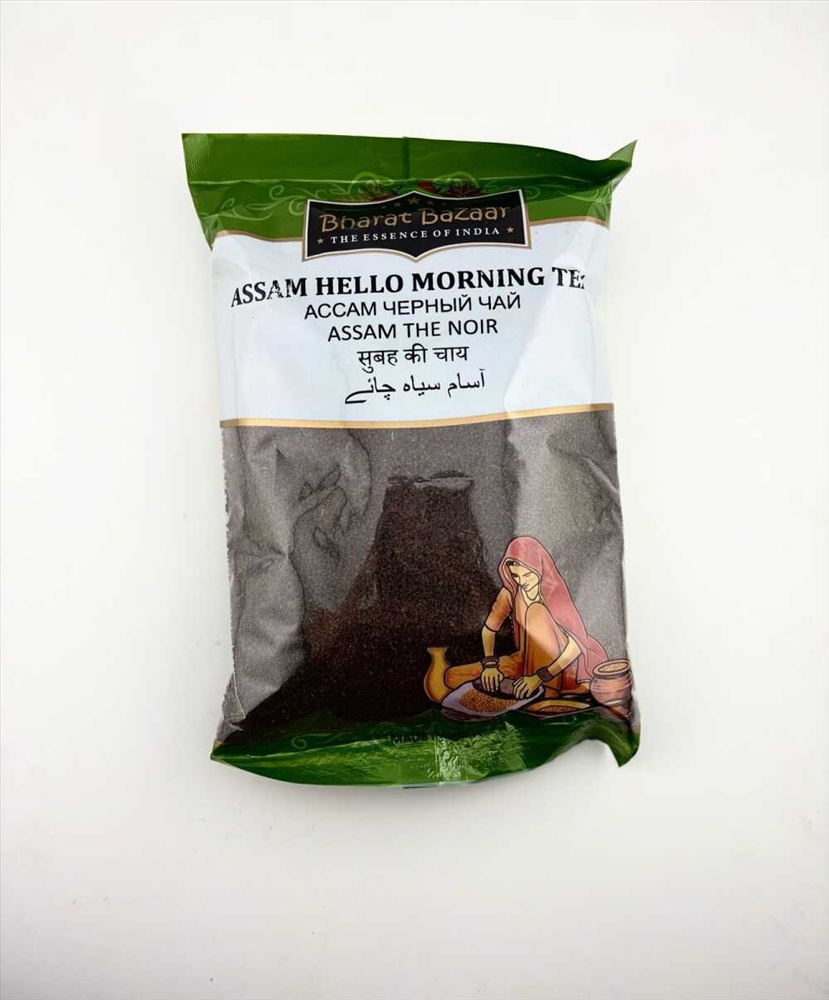 Bharat Bazaar
THE ESSENCE OF INDIA
ASSAM HELLO MORNING
АССАМ ЧЕРНЫЙ ЧАЙ
ASSAM THE NOIR
सुबह की चाय
آسام سیاہ چائے
MADE